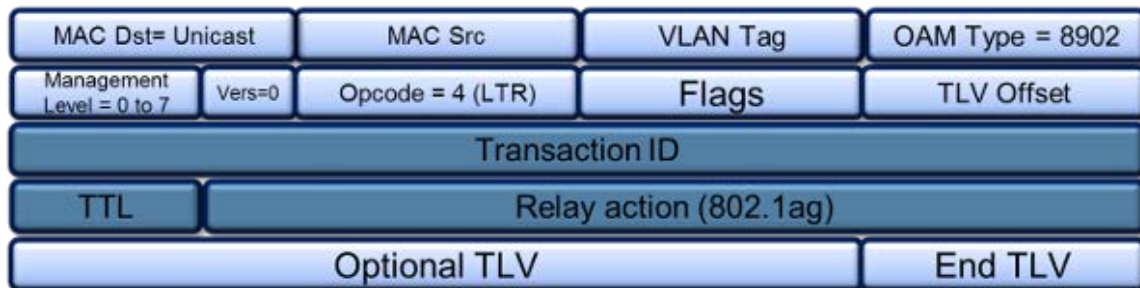 MAC Dst= Unicast MAC Src VLAN Tag OAM Type = 8902
Management
Level = 0 to 7 Vers=0 Opcode = 4 (LTR) Flags TLV Offset
Transaction ID
TTL Relay action (802.1ag)
Optional TLV End TLV